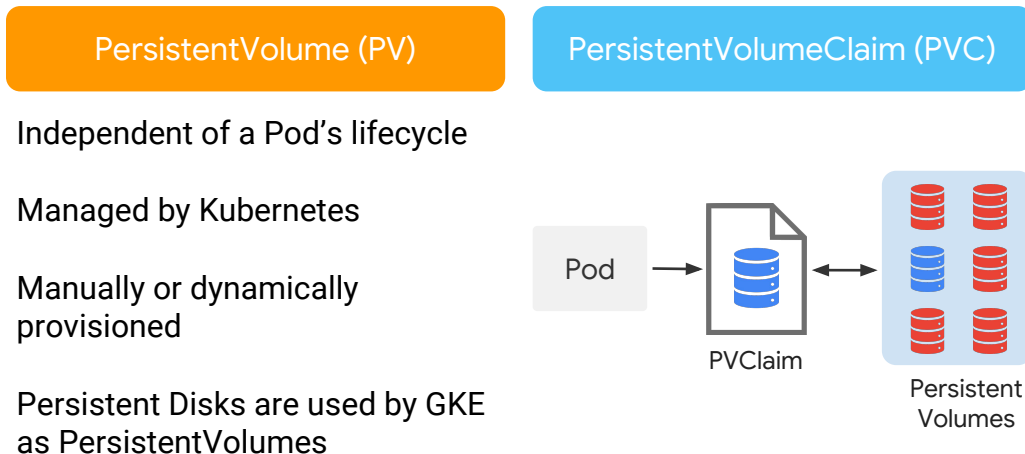 PersistentVolume (PV)
PersistentVolumeClaim (PVC)
Independent of a Pod’s lifecycle
Managed by Kubernetes
Manually or dynamically
provisioned
Persistent Disks are used by GKE
as PersistentVolumes
Pod
PVClaim
Persistent
Volumes